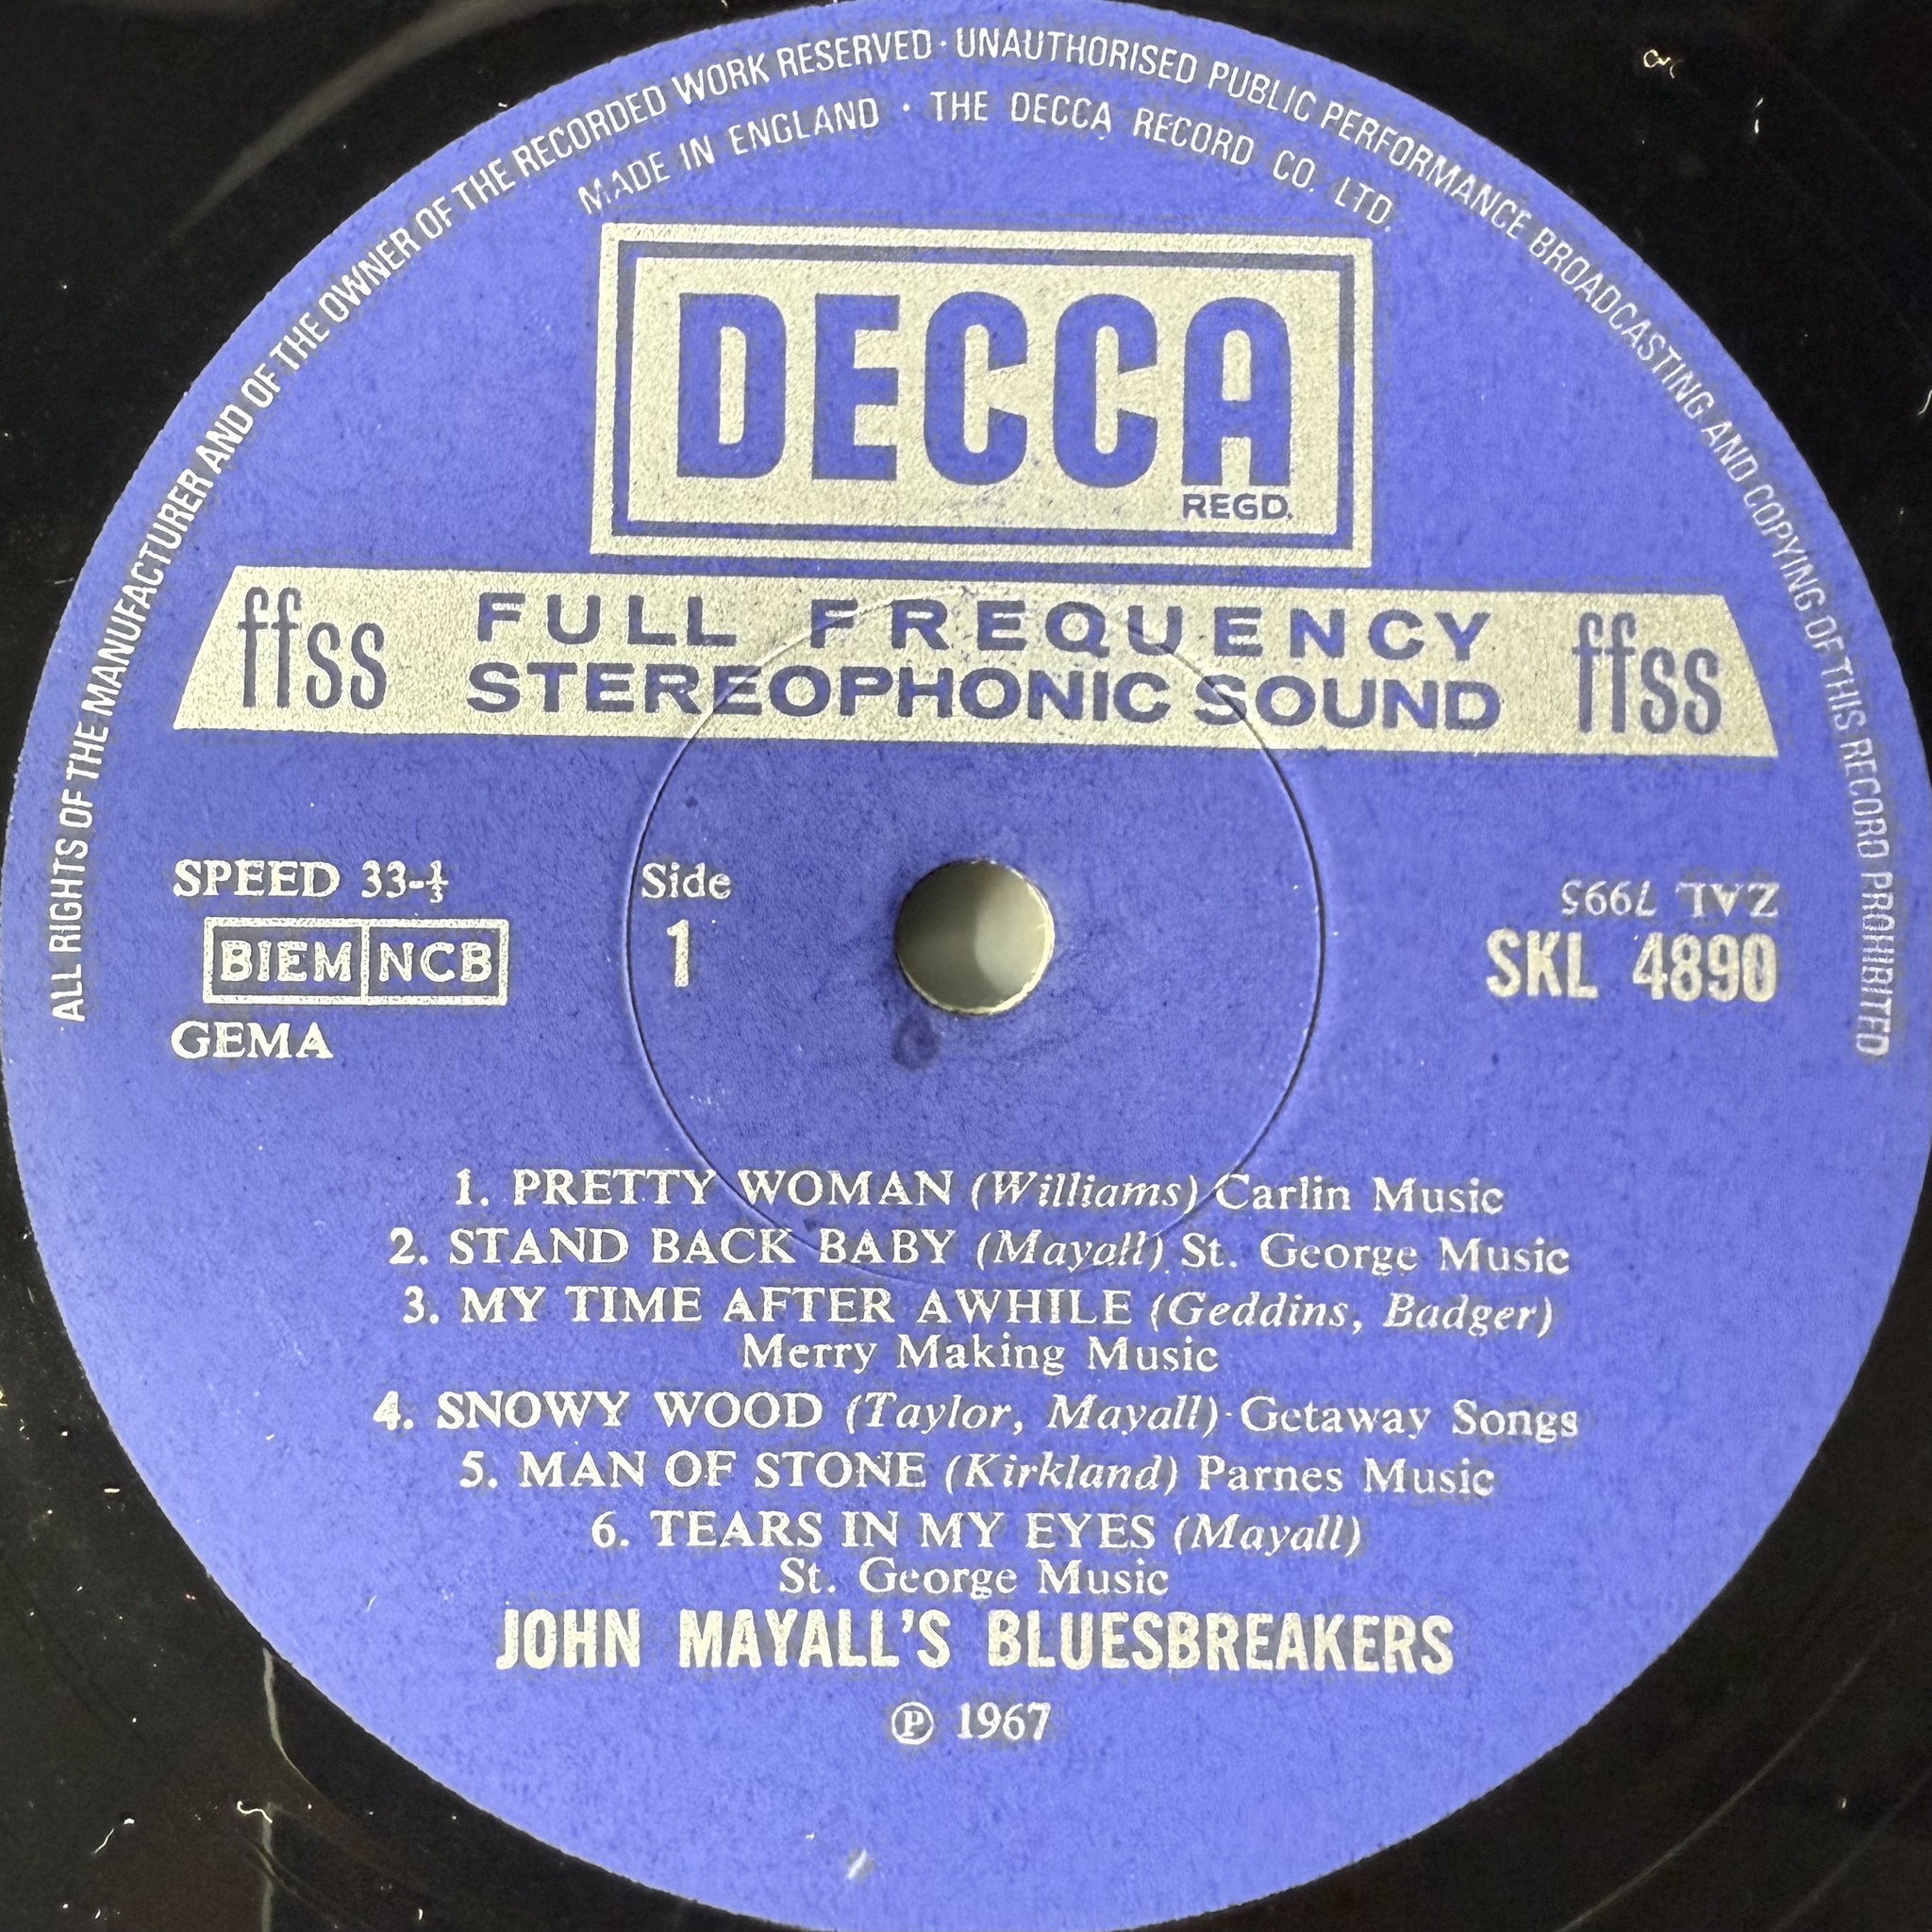 ALL RIGHTS OF THE MANUFACTURER AND OF THE OWNER OF THE RECORDED WORK RESERVED · UNAUTHORISED PUBLIC PERFORMANCE BROADCASTING AND COPYING OF THIS RECORD PROHIBITED
MADE IN ENGLAND · THE DECCA RECORD CO. LTD.
DECCA
REGD.
ffss FULL FREQUENCY ffss
STEREOPHONIC SOUND
SPEED 33-⅓
BIEM NCB
GEMA
Side
1
ZAL 7995
SKL 4890
1. PRETTY WOMAN (Williams) Carlin Music
2. STAND BACK BABY (Mayall) St. George Music
3. MY TIME AFTER AWHILE (Geddins, Badger)
Merry Making Music
4. SNOWY WOOD (Taylor, Mayall) · Getaway Songs
5. MAN OF STONE (Kirkland) Parnes Music
6. TEARS IN MY EYES (Mayall)
St. George Music
JOHN MAYALL'S BLUESBREAKERS
℗ 1967